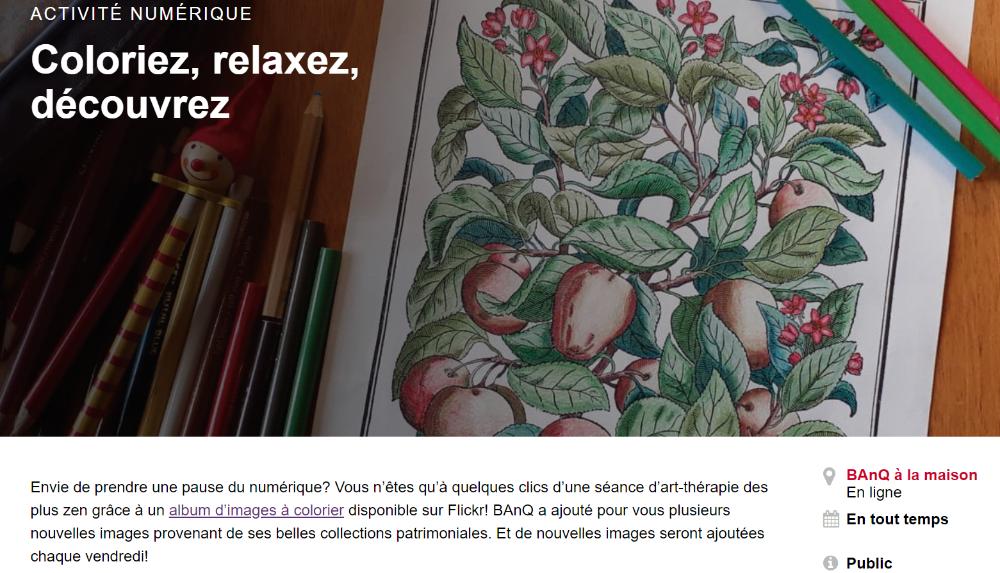 ACTIVITÉ NUMÉRIQUE
Coloriez, relaxez,
découvrez
Envie de prendre une pause du numérique? Vous n’êtes qu’à quelques clics d’une séance d’art-thérapie des
plus zen grâce à un album d’images à colorier disponible sur Flickr! BAnQ a ajouté pour vous plusieurs
nouvelles images provenant de ses belles collections patrimoniales. Et de nouvelles images seront ajoutées
chaque vendredi!
BAnQ à la maison
En ligne
En tout temps
Public